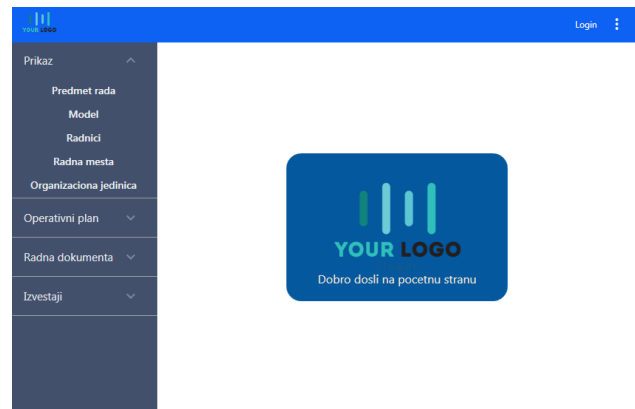 YOUR LOGO
Login
Prikaz
Predmet rada
Model
Radnici
Radna mesta
Organizaciona jedinica
Operativni plan
Radna dokumenta
Izvestaji
YOUR LOGO
Dobro dosli na pocetnu stranu